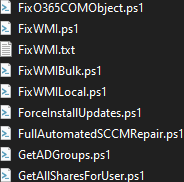 FixO365COMObject.ps1
FixWMI.ps1
FixWMI.txt
FixWMIBulk.ps1
FixWMILocal.ps1
ForceInstallUpdates.ps1
FullAutomatedSCCMRepair.ps1
GetADGroups.ps1
GetAllSharesForUser.ps1